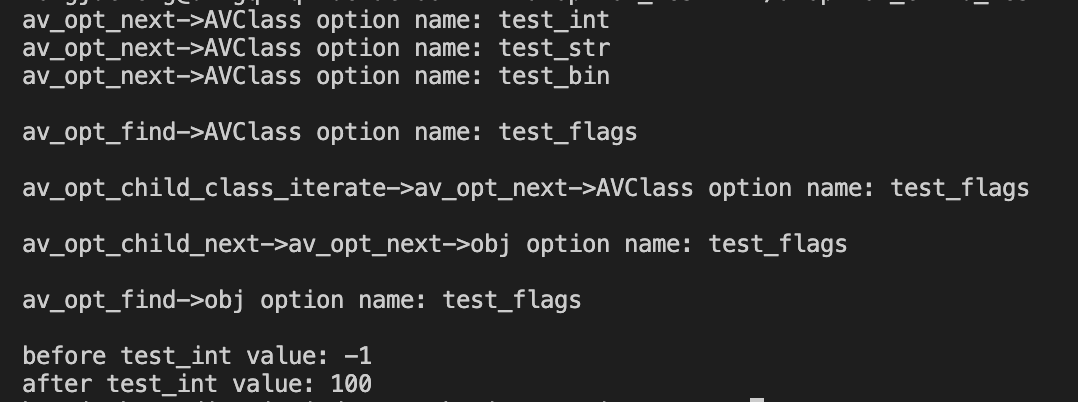 av_opt_next->AVClass option name: test_int
av_opt_next->AVClass option name: test_str
av_opt_next->AVClass option name: test_bin
av_opt_find->AVClass option name: test_flags
av_opt_child_class_iterate->av_opt_next->AVClass option name: test_flags
av_opt_child_next->av_opt_next->obj option name: test_flags
av_opt_find->obj option name: test_flags
before test_int value: -1
after test_int value: 100